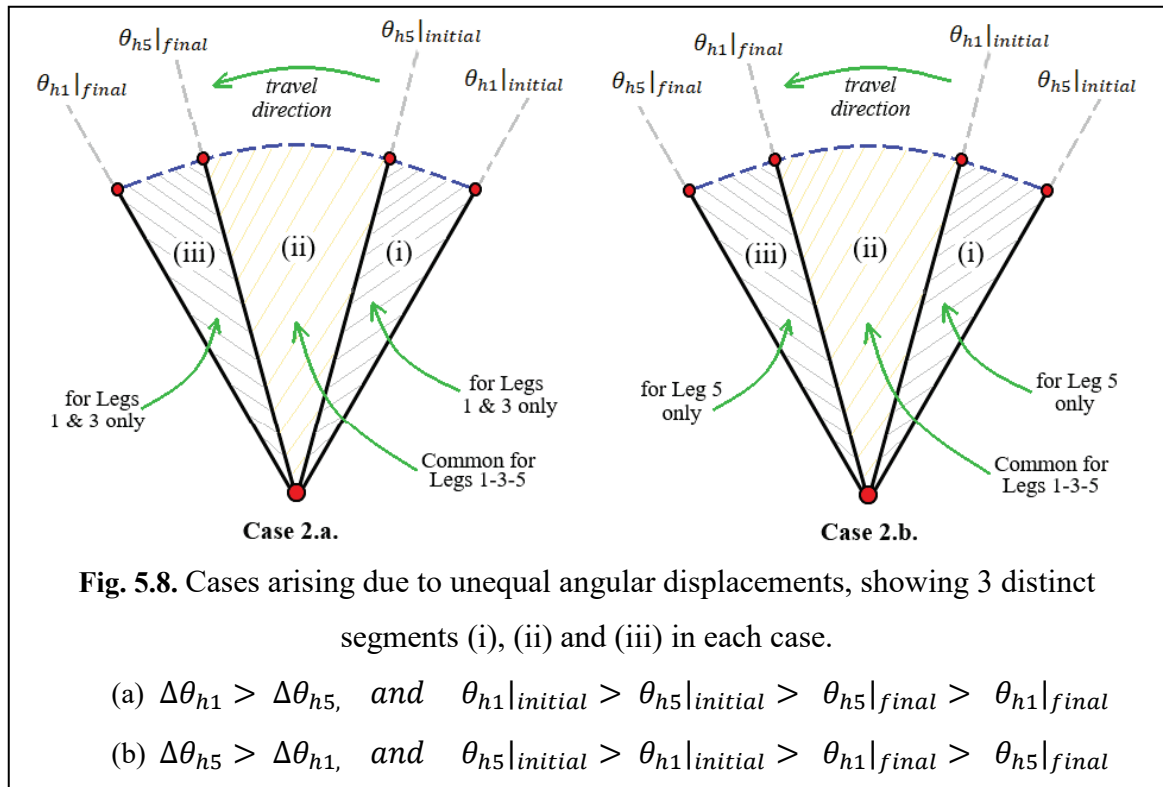 θh5|final
θh5|initial
θh1|final
travel
direction
θh1|initial
(iii)
(ii)
(i)
for Legs
1 & 3 only
for Legs
1 & 3 only
Common for
Legs 1-3-5
Case 2.a.
θh1|final
θh1|initial
θh5|final
travel
direction
θh5|initial
(iii)
(ii)
(i)
for Leg 5
only
for Leg 5
only
Common for
Legs 1-3-5
Case 2.b.
Fig. 5.8. Cases arising due to unequal angular displacements, showing 3 distinct
segments (i), (ii) and (iii) in each case.
(a) Δθh1 > Δθh5, and θh1|initial > θh5|initial > θh5|final > θh1|final
(b) Δθh5 > Δθh1, and θh5|initial > θh1|initial > θh1|final > θh5|final